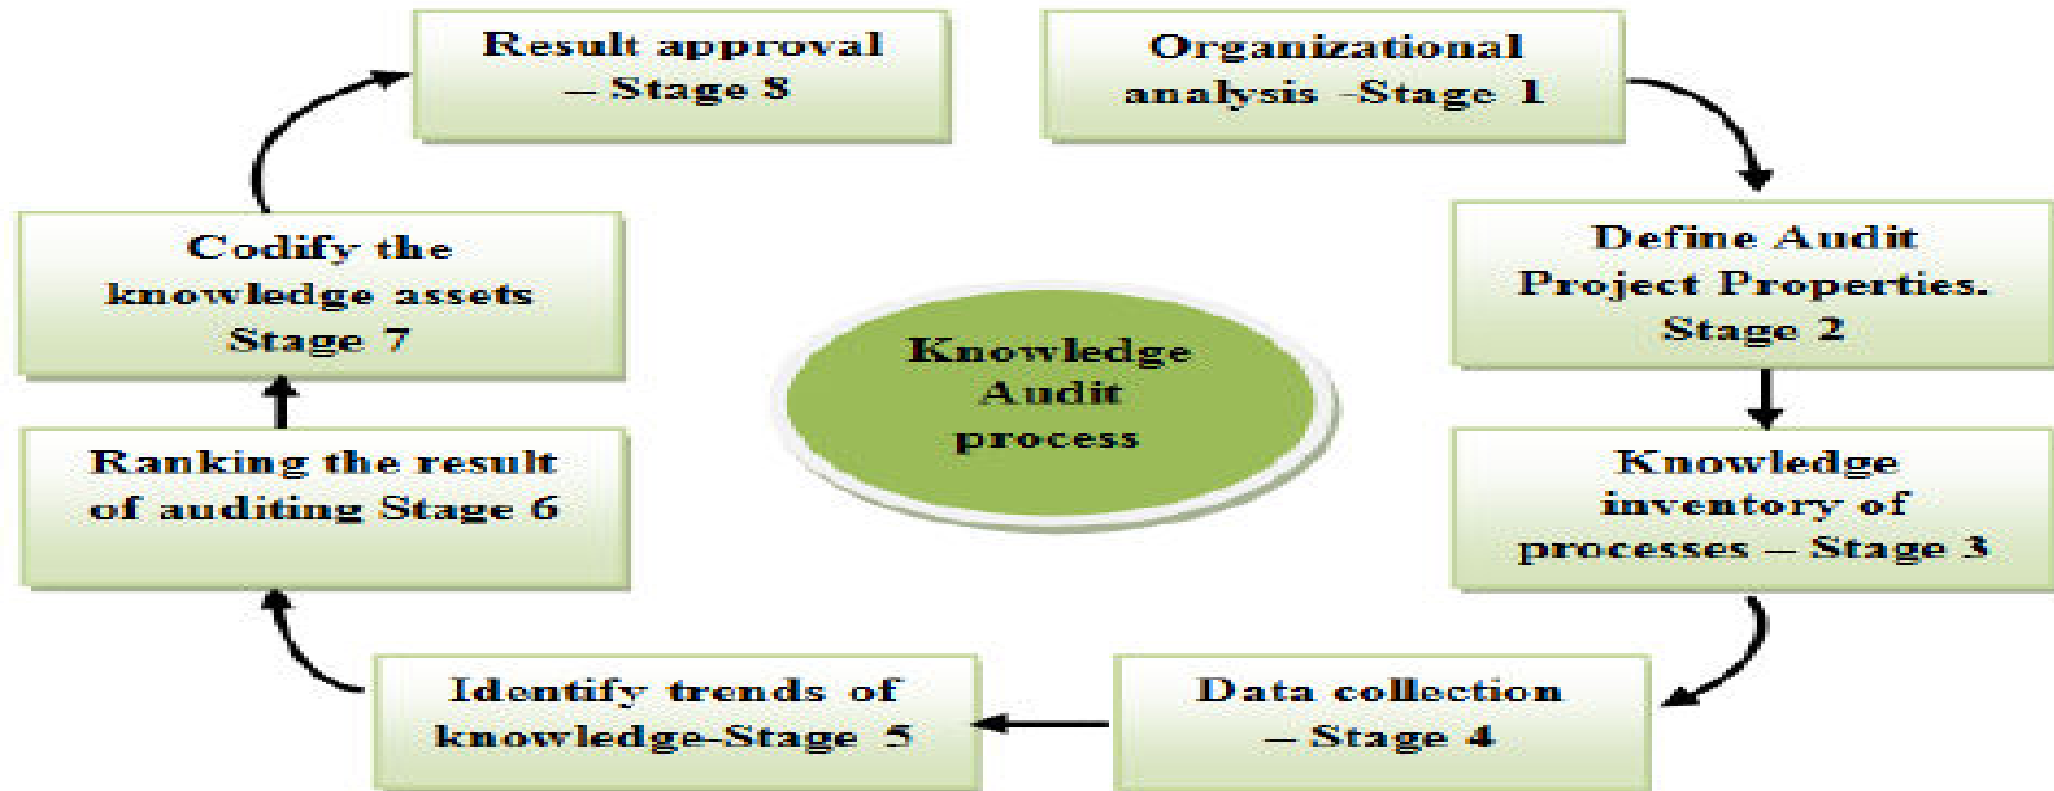 Result approval
– Stage 8
Organizational
analysis -Stage 1
Codify the
knowledge assets
Stage 7
Define Audit
Project Properties.
Stage 2
Knowledge
Audit
process
Ranking the result
of auditing Stage 6
Knowledge
inventory of
processes – Stage 3
Identify trends of
knowledge-Stage 5
Data collection
– Stage 4